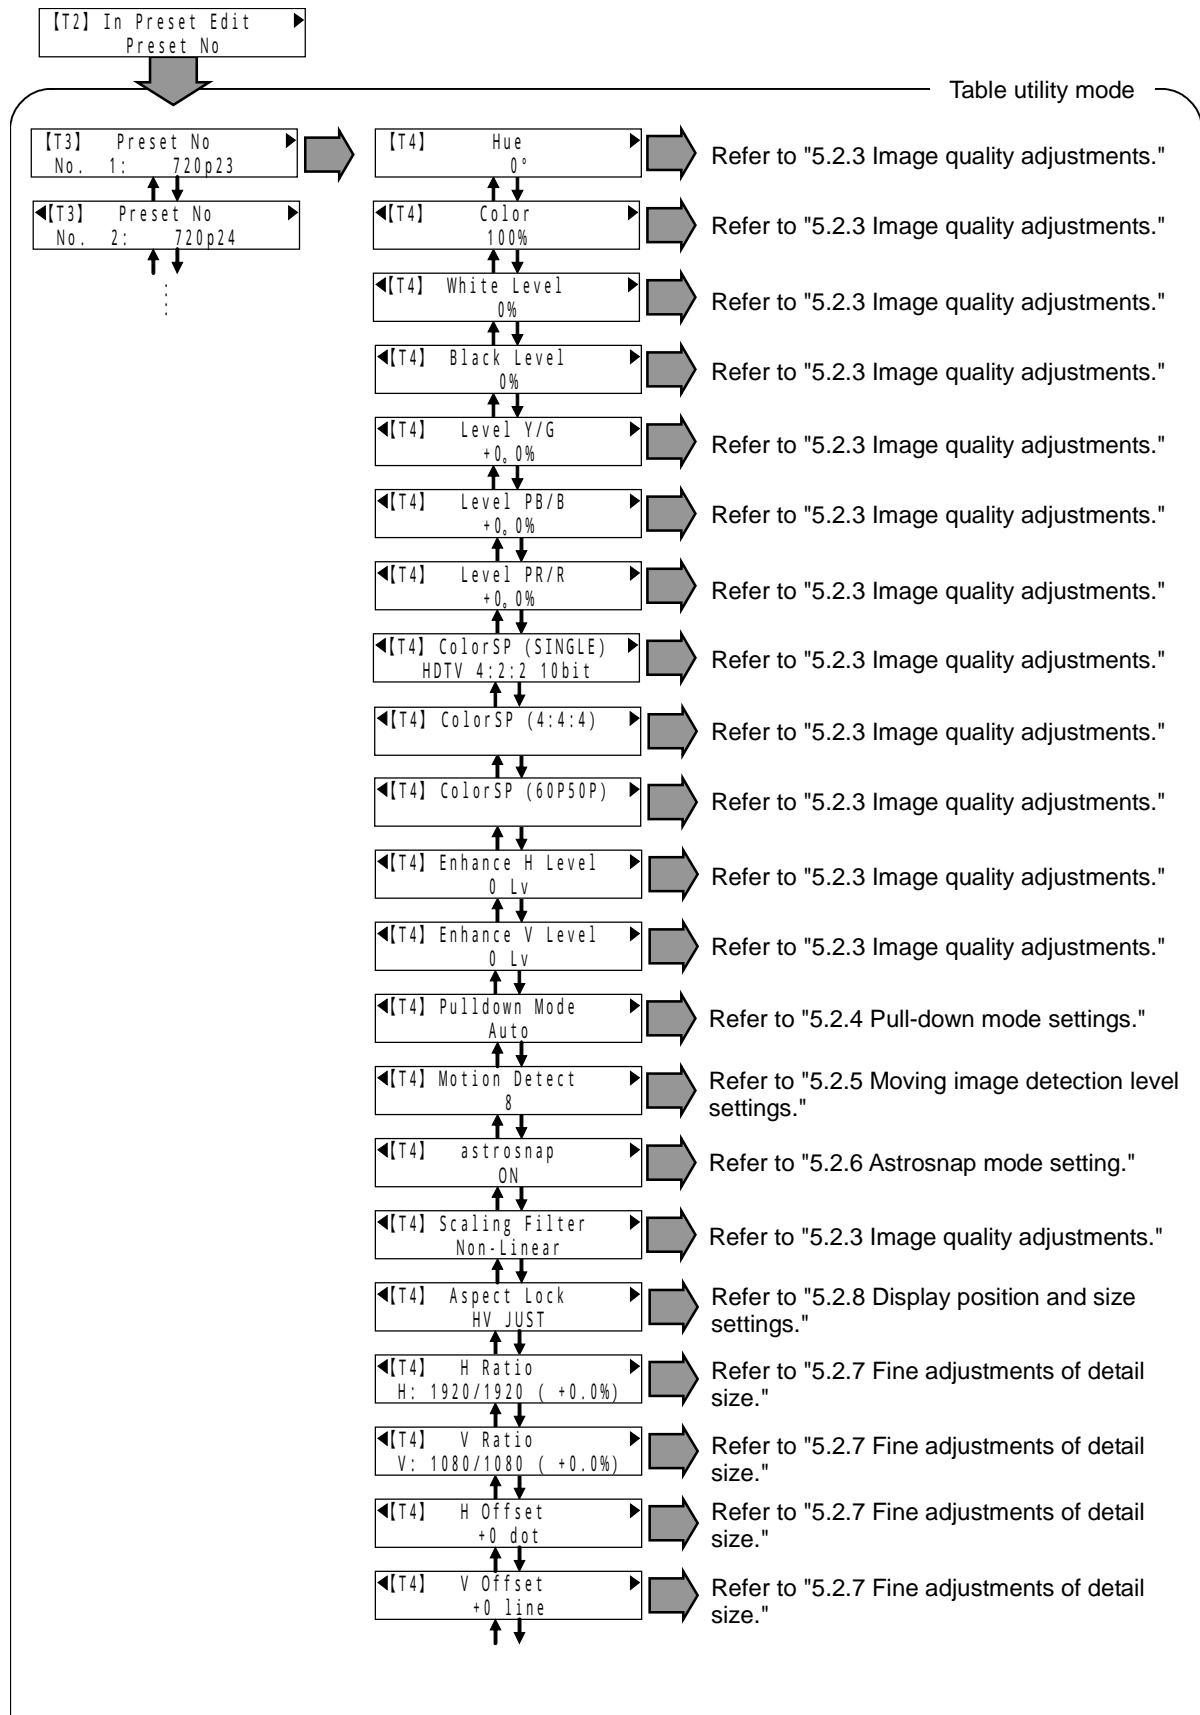 【T2】In Preset Edit ▶
Preset No
Table utility mode
【T3】 Preset No ▶
No. 1: 720p23
◀【T3】 Preset No ▶
No. 2: 720p24
【T4】 Hue ▶
0°
Refer to "5.2.3 Image quality adjustments."
◀【T4】 Color ▶
100%
Refer to "5.2.3 Image quality adjustments."
◀【T4】 White Level ▶
0%
Refer to "5.2.3 Image quality adjustments."
◀【T4】 Black Level ▶
0%
Refer to "5.2.3 Image quality adjustments."
◀【T4】 Level Y/G ▶
+0。0%
Refer to "5.2.3 Image quality adjustments."
◀【T4】 Level PB/B ▶
+0。0%
Refer to "5.2.3 Image quality adjustments."
◀【T4】 Level PR/R ▶
+0。0%
Refer to "5.2.3 Image quality adjustments."
◀【T4】ColorSP (SINGLE) ▶
HDTV 4:2:2 10bit
Refer to "5.2.3 Image quality adjustments."
◀【T4】ColorSP (4:4:4) ▶
Refer to "5.2.3 Image quality adjustments."
◀【T4】ColorSP (60P50P) ▶
Refer to "5.2.3 Image quality adjustments."
◀【T4】Enhance H Level ▶
0 Lv
Refer to "5.2.3 Image quality adjustments."
◀【T4】Enhance V Level ▶
0 Lv
Refer to "5.2.3 Image quality adjustments."
◀【T4】Pulldown Mode ▶
Auto
Refer to "5.2.4 Pull-down mode settings."
◀【T4】Motion Detect ▶
8
Refer to "5.2.5 Moving image detection level
settings."
◀【T4】 astrosnap ▶
ON
Refer to "5.2.6 Astrosnap mode setting."
◀【T4】Scaling Filter ▶
Non-Linear
Refer to "5.2.3 Image quality adjustments."
◀【T4】 Aspect Lock ▶
HV JUST
Refer to "5.2.8 Display position and size
settings."
◀【T4】 H Ratio ▶
H: 1920/1920 ( +0.0%)
Refer to "5.2.7 Fine adjustments of detail
size."
◀【T4】 V Ratio ▶
V: 1080/1080 ( +0.0%)
Refer to "5.2.7 Fine adjustments of detail
size."
◀【T4】 H Offset ▶
+0 dot
Refer to "5.2.7 Fine adjustments of detail
size."
◀【T4】 V Offset ▶
+0 line
Refer to "5.2.7 Fine adjustments of detail
size."